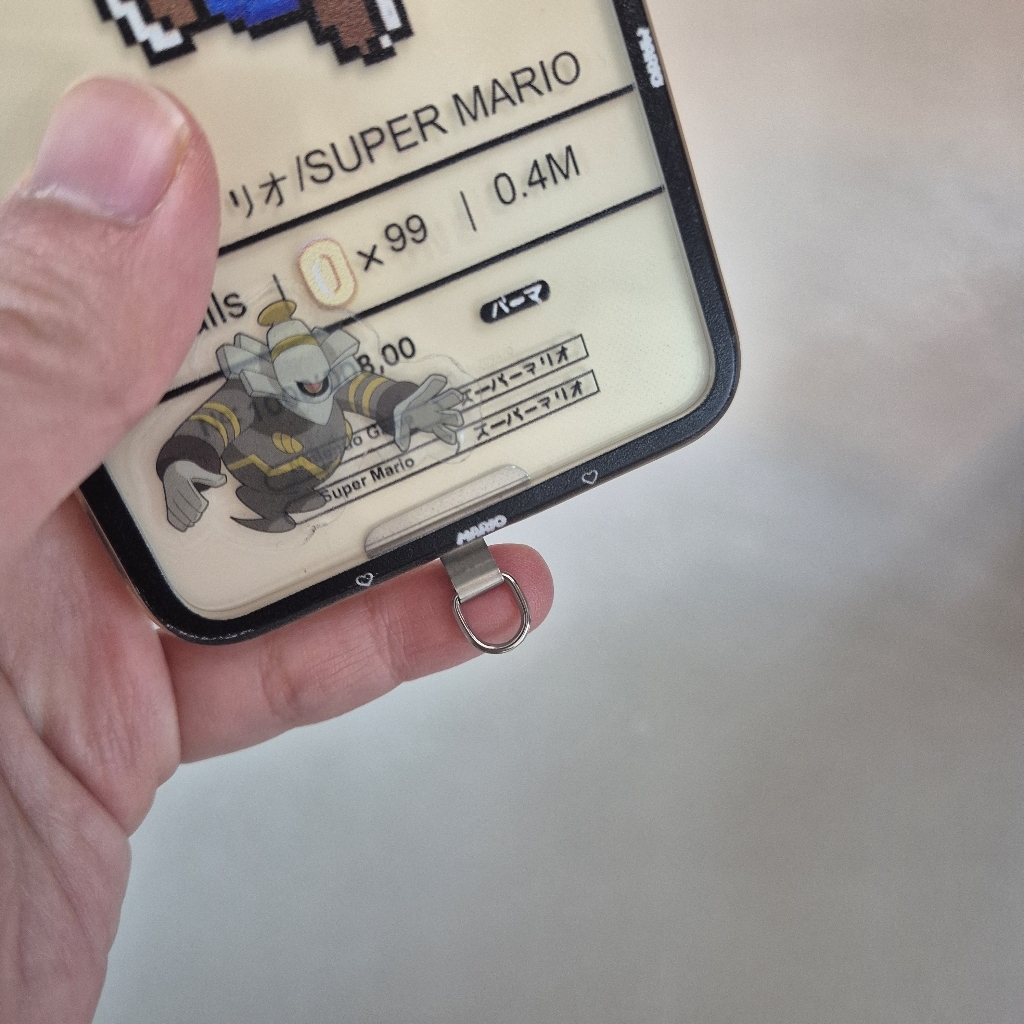 リオ/SUPER MARIO
ils | 0 x 99 | 0.4M
パーマ
8,00
スーパーマリオ
スーパーマリオ
Super Mario
MARIO
MARIO